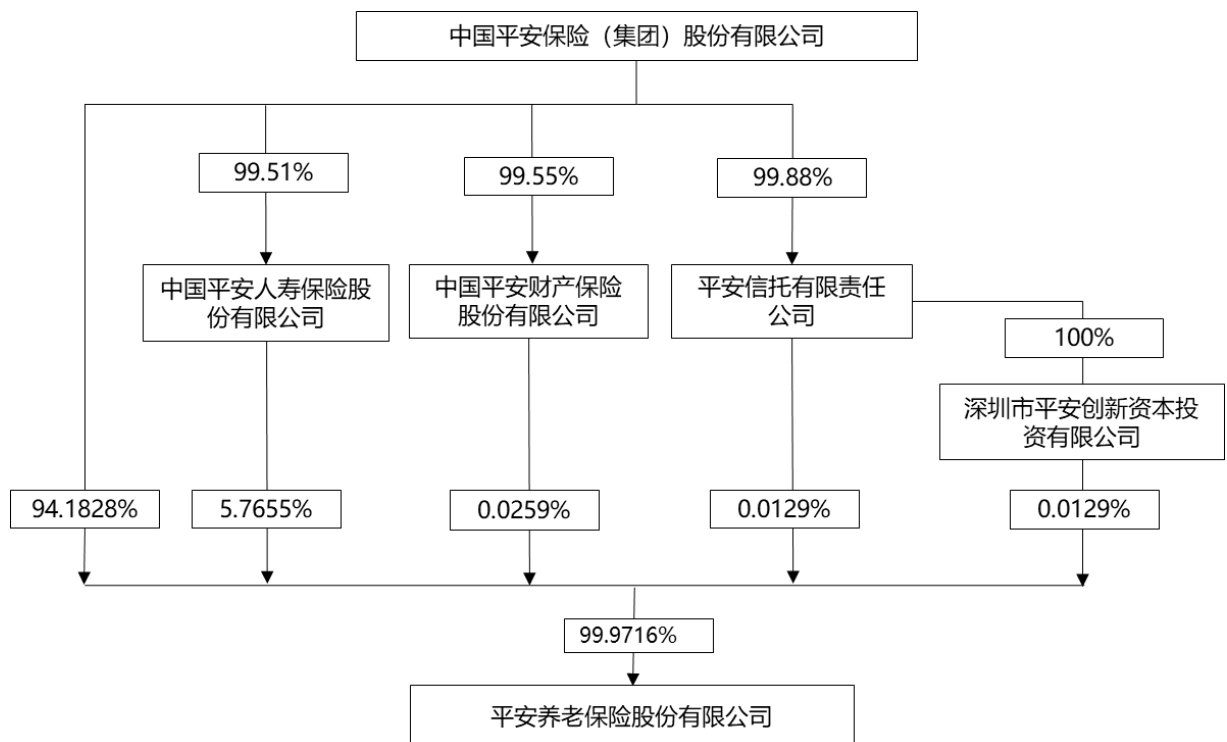 中国平安保险（集团）股份有限公司
99.51%
99.55%
99.88%
中国平安人寿保险股
份有限公司
中国平安财产保险
股份有限公司
平安信托有限责任
公司
100%
深圳市平安创新资本投
资有限公司
94.1828%
5.7655%
0.0259%
0.0129%
0.0129%
99.9716%
平安养老保险股份有限公司